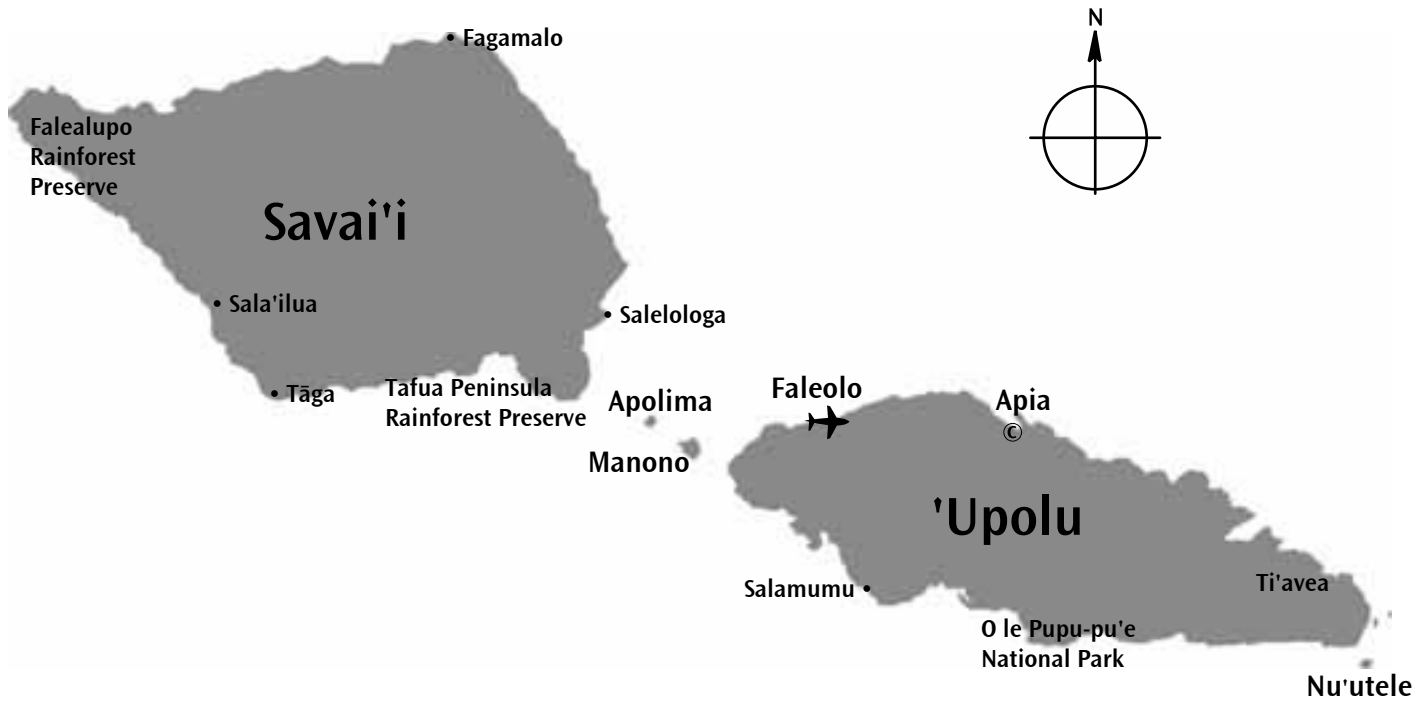 N
Fagamalo
Falealupo
Rainforest
Preserve
Savai'i
Sala'ilua
Salelologa
Tāga
Tafua Peninsula
Rainforest Preserve
Apolima
Manono
Faleolo
Apia
©
'Upolu
Salamumu
Ti'avea
O le Pupu-pu'e
National Park
Nu'utele